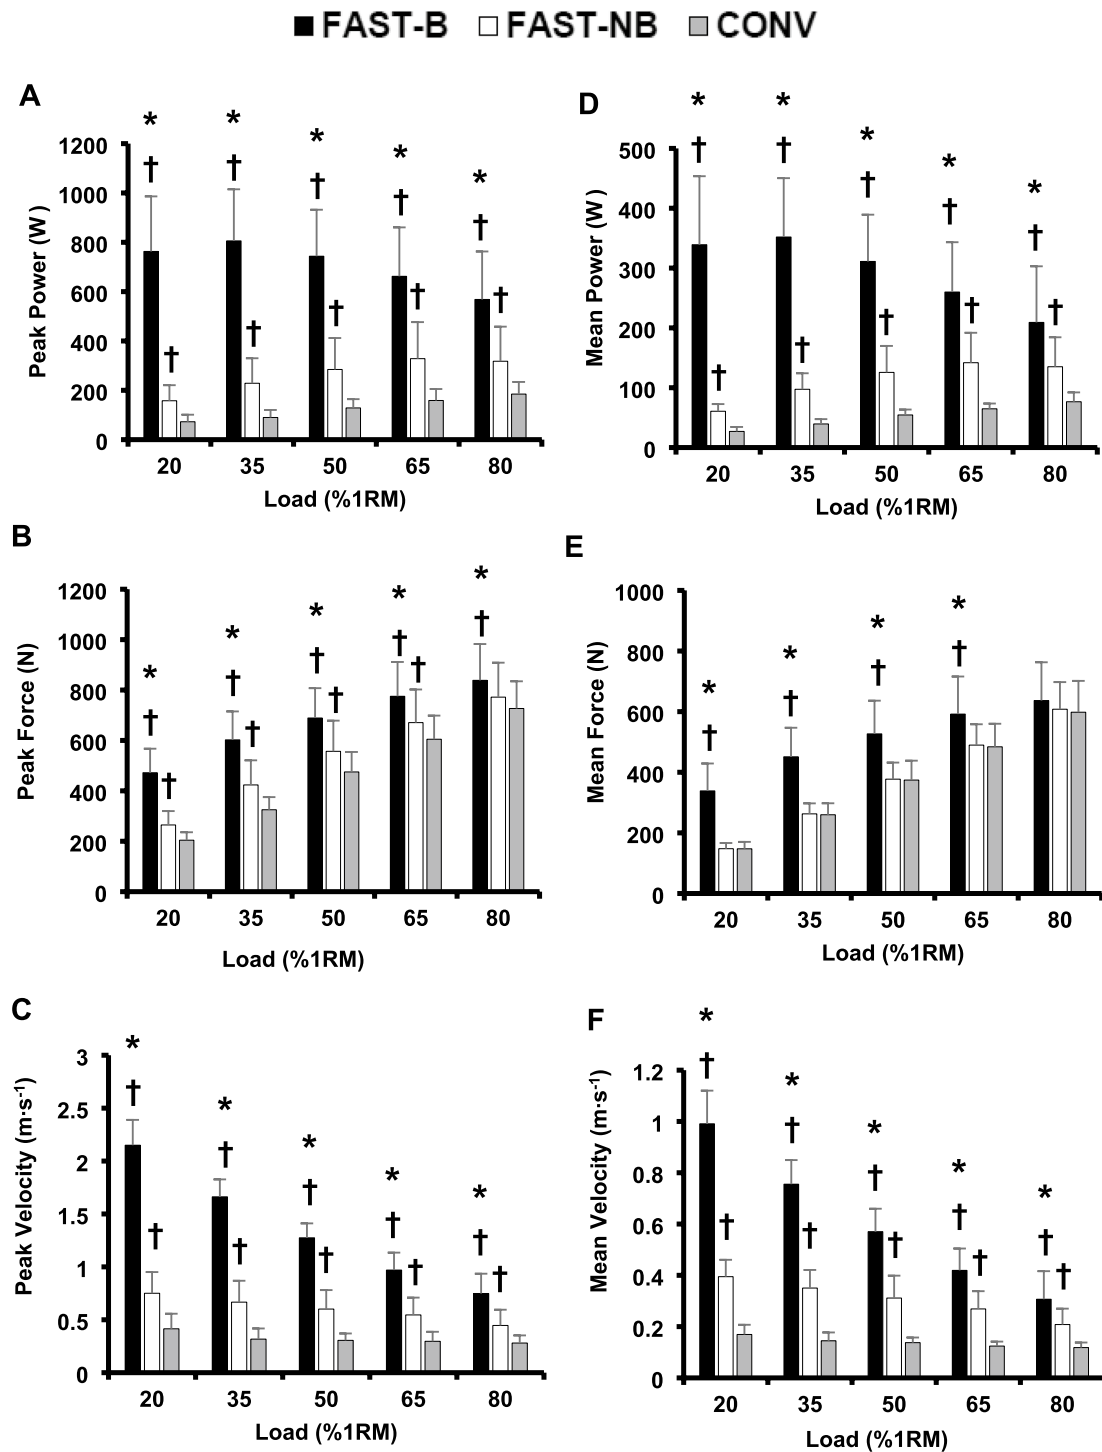 FAST-B FAST-NB CONV
A
* * * * *
† † † † †
† † † † †
Peak Power (W)
1200
1000
800
600
400
200
0
20 35 50 65 80
Load (%1RM)
D
* * * * *
† † † † †
† † † † †
Mean Power (W)
500
400
300
200
100
0
20 35 50 65 80
Load (%1RM)
B
* * * * *
† † † † †
† † † †
Peak Force (N)
1200
1000
800
600
400
200
0
20 35 50 65 80
Load (%1RM)
E
* * * *
† † † †
Mean Force (N)
1000
800
600
400
200
0
20 35 50 65 80
Load (%1RM)
C
* * * * *
† † † † †
† † † † †
Peak Velocity (m·s⁻¹)
3
2.5
2
1.5
1
0.5
0
20 35 50 65 80
Load (%1RM)
F
* * * * *
† † † † †
† † † † †
Mean Velocity (m·s⁻¹)
1.2
1
0.8
0.6
0.4
0.2
0
20 35 50 65 80
Load (%1RM)